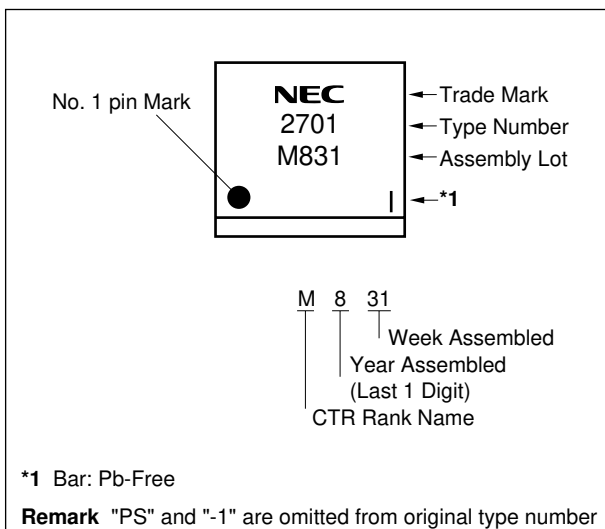 No. 1 pin Mark
NEC
2701
M831
Trade Mark
Type Number
Assembly Lot
*1
M 8 31
Week Assembled
Year Assembled
(Last 1 Digit)
CTR Rank Name
*1 Bar: Pb-Free
Remark "PS" and "-1" are omitted from original type number